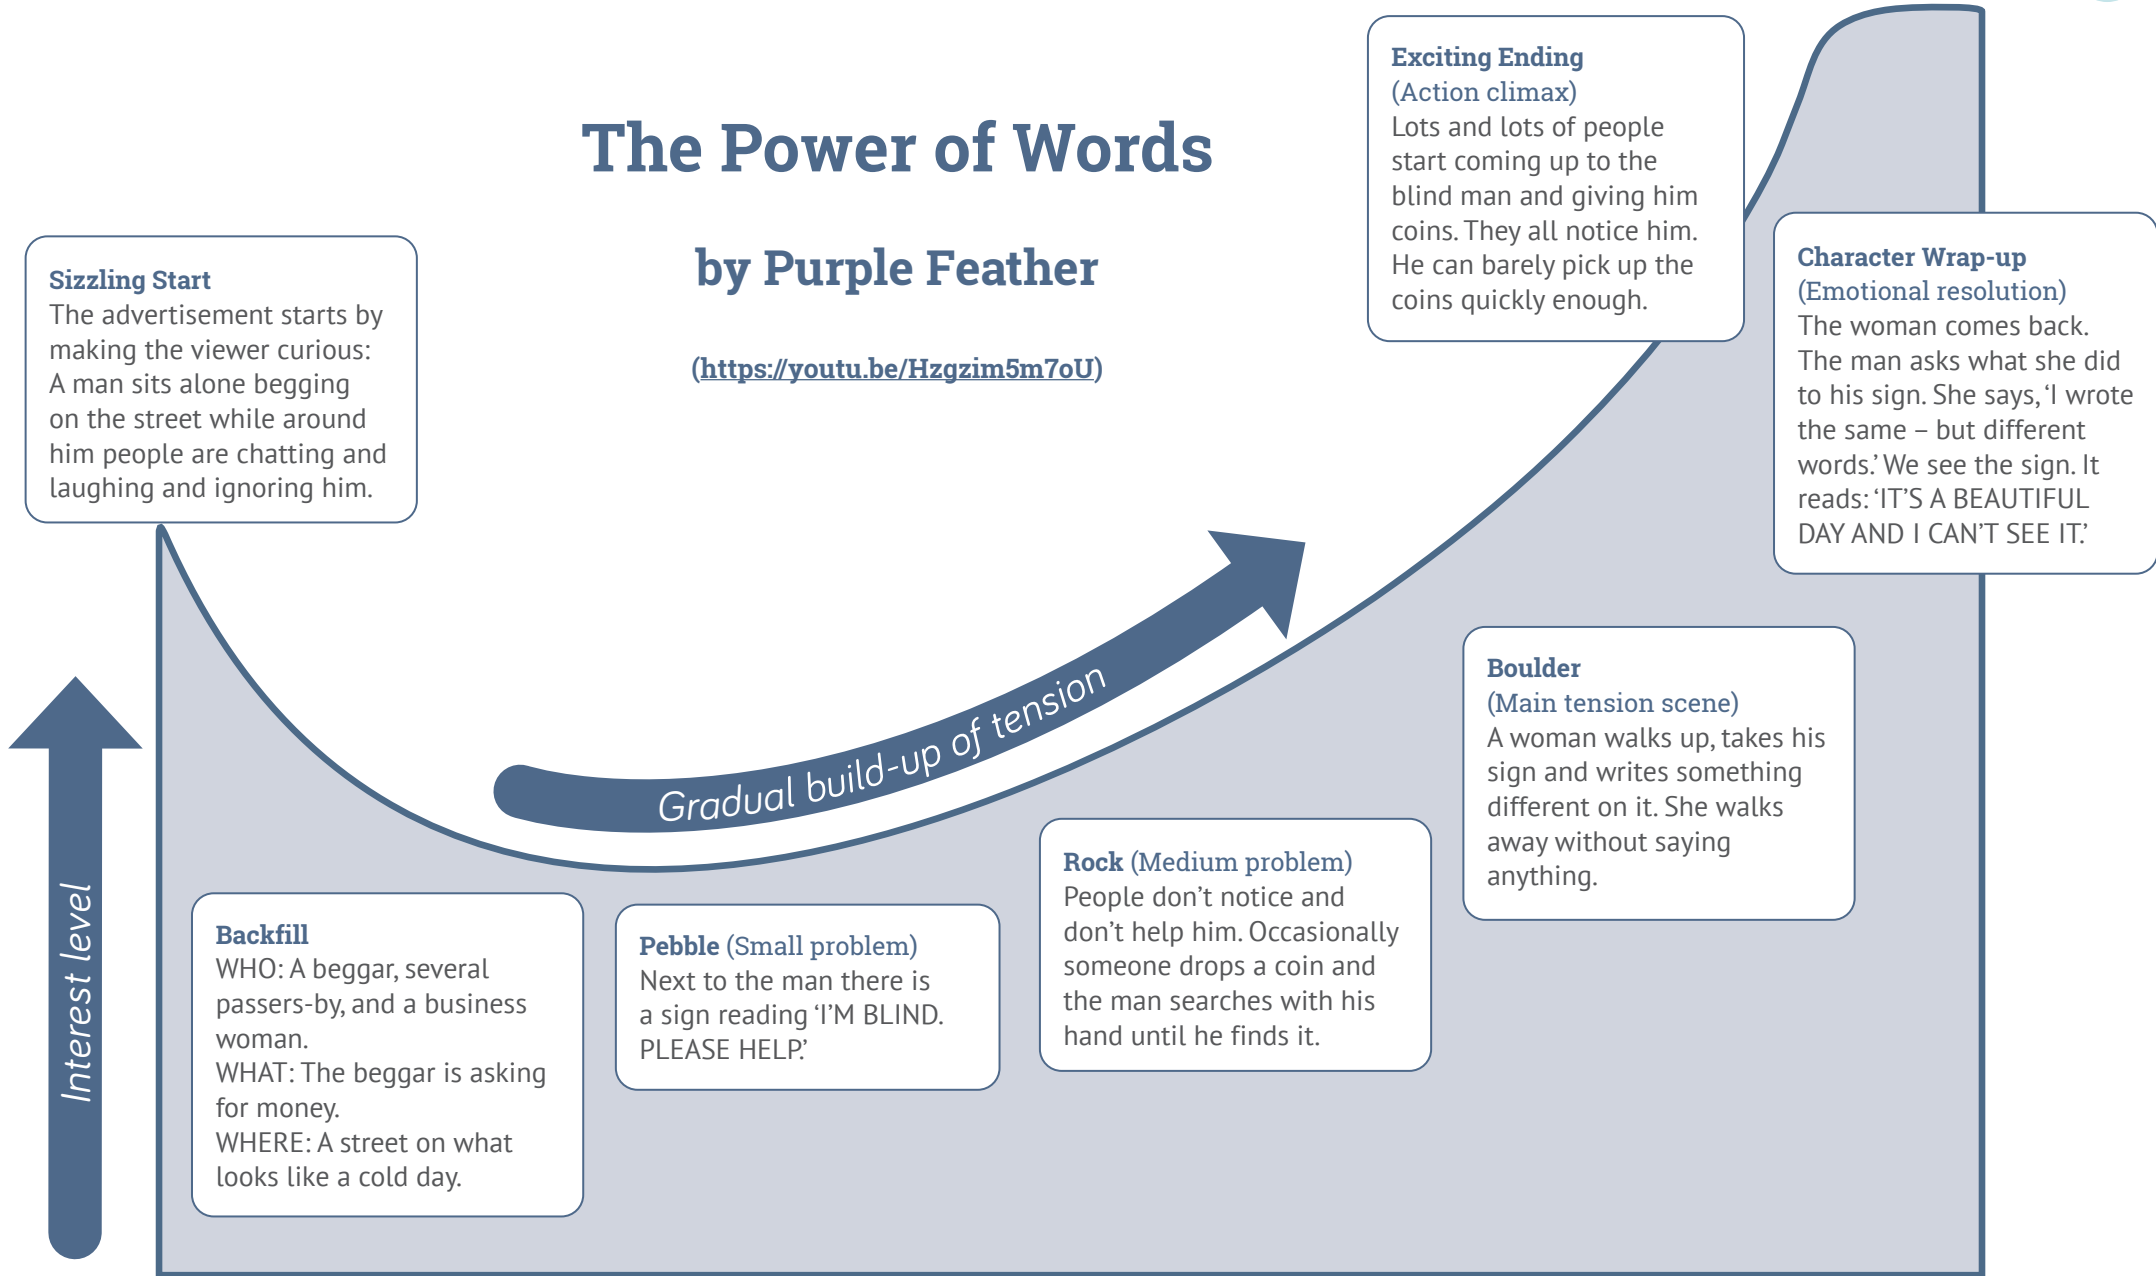 The Power of Words
by Purple Feather
(https://youtu.be/Hzgzim5m7oU)
Sizzling Start
The advertisement starts by
making the viewer curious:
A man sits alone begging
on the street while around
him people are chatting and
laughing and ignoring him.
Interest level
Backfill
WHO: A beggar, several
passers-by, and a business
woman.
WHAT: The beggar is asking
for money.
WHERE: A street on what
looks like a cold day.
Gradual build-up of tension
Pebble (Small problem)
Next to the man there is
a sign reading ‘I’M BLIND.
PLEASE HELP.’
Rock (Medium problem)
People don’t notice and
don’t help him. Occasionally
someone drops a coin and
the man searches with his
hand until he finds it.
Boulder
(Main tension scene)
A woman walks up, takes his
sign and writes something
different on it. She walks
away without saying
anything.
Exciting Ending
(Action climax)
Lots and lots of people
start coming up to the
blind man and giving him
coins. They all notice him.
He can barely pick up the
coins quickly enough.
Character Wrap-up
(Emotional resolution)
The woman comes back.
The man asks what she did
to his sign. She says, ‘I wrote
the same – but different
words.’ We see the sign. It
reads: ‘IT’S A BEAUTIFUL
DAY AND I CAN’T SEE IT.’